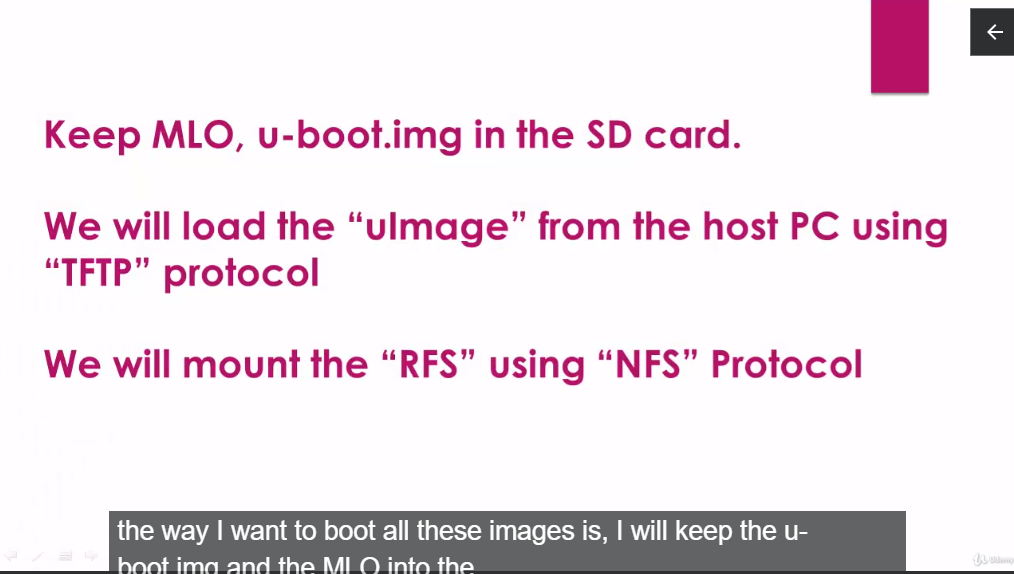 Keep MLO, u-boot.img in the SD card.
We will load the “uImage” from the host PC using
“TFTP” protocol
We will mount the “RFS” using “NFS” Protocol
the way I want to boot all these images is, I will keep the u-
boot img and the MLO into the
Udemy